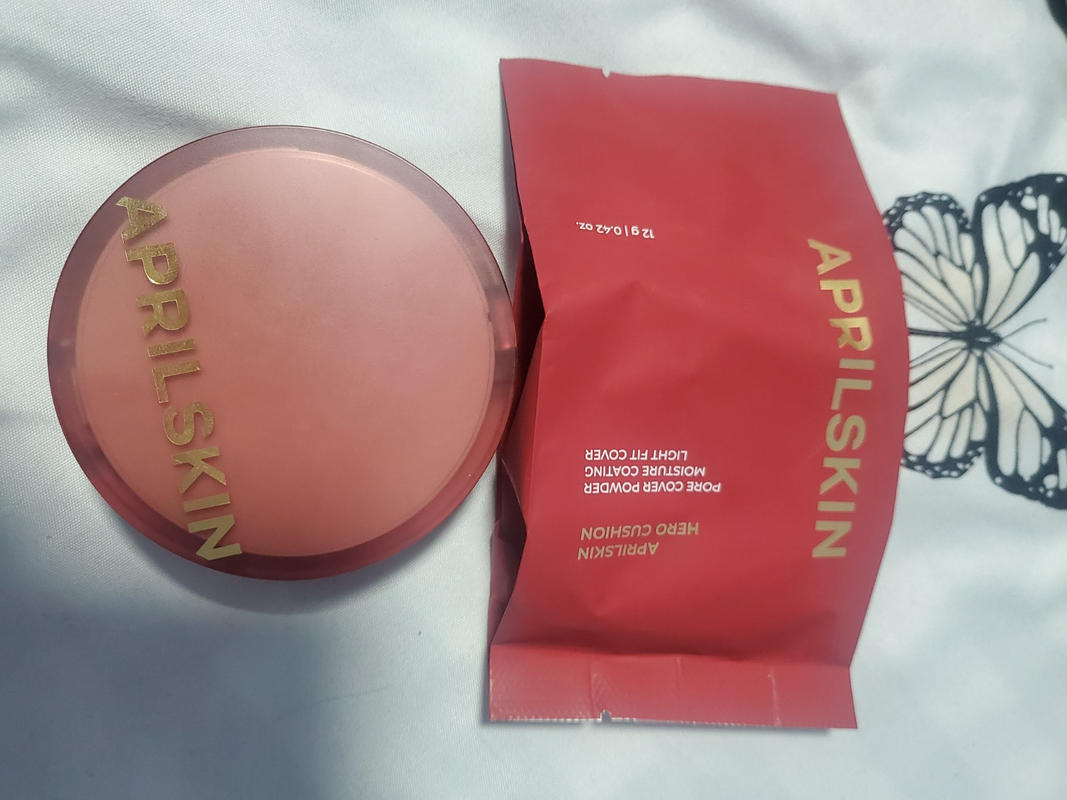 APRILSKIN
APRILSKIN
APRILSKIN
HERO CUSHION
PORE COVER POWDER
MOISTURE COATING
LIGHT FIT COVER
12 g | 0.42 oz.